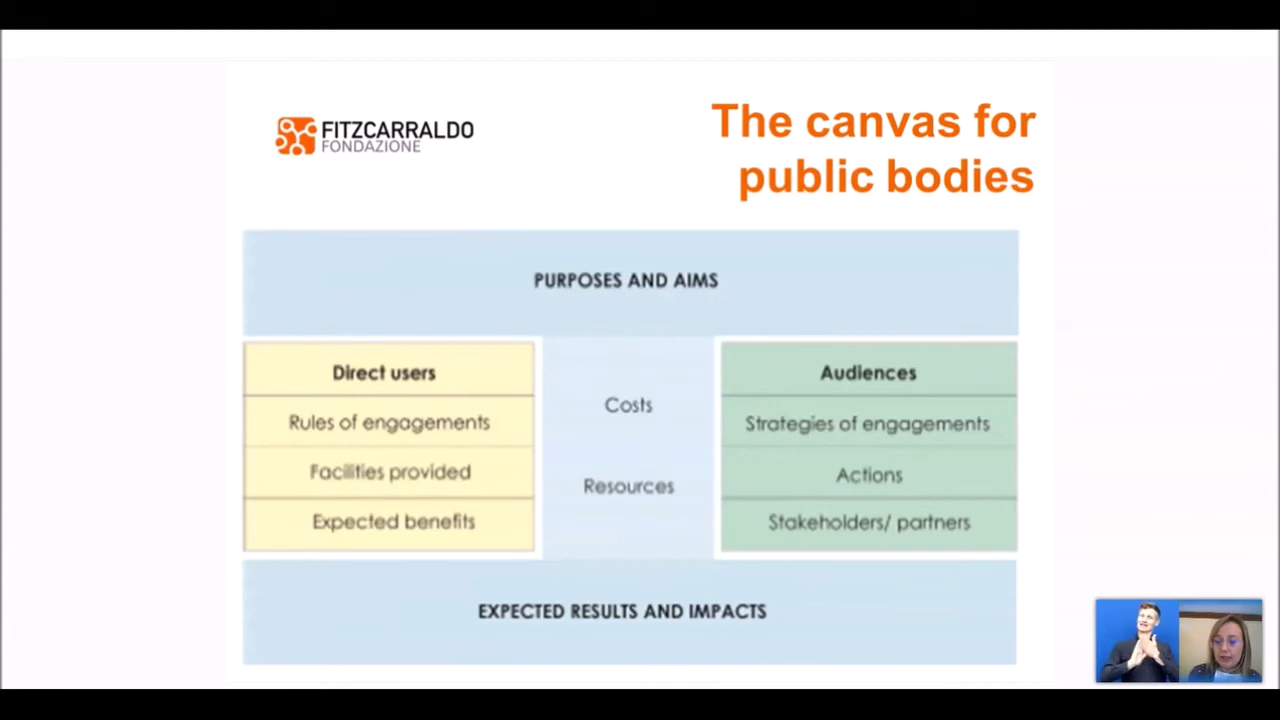 FITZCARRALDO
FONDAZIONE
The canvas for
public bodies
PURPOSES AND AIMS
Direct users
Rules of engagements
Facilities provided
Expected benefits
Costs
Resources
Audiences
Strategies of engagements
Actions
Stakeholders/ partners
EXPECTED RESULTS AND IMPACTS